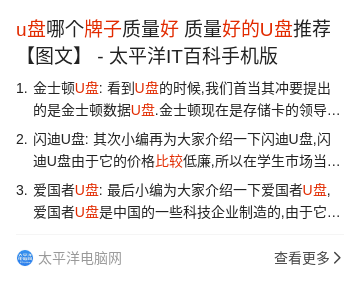 u盘哪个牌子质量好 质量好的U盘推荐
【图文】 - 太平洋IT百科手机版
1. 金士顿U盘: 看到U盘的时候,我们首当其冲要提出
的是金士顿数据U盘.金士顿现在是存储卡的领导…
2. 闪迪U盘: 其次小编再为大家介绍一下闪迪U盘,闪
迪U盘由于它的价格比较低廉,所以在学生市场当…
3. 爱国者U盘: 最后小编为大家介绍一下爱国者U盘,
爱国者U盘是中国的一些科技企业制造的,由于它…
太平洋电脑网
查看更多